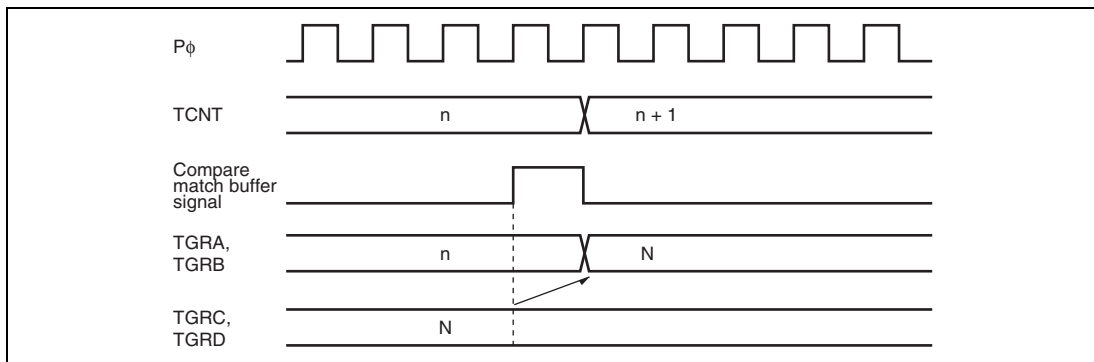 Pφ
TCNT
n
n + 1
Compare
match buffer
signal
TGRA,
TGRB
n
N
TGRC,
TGRD
N